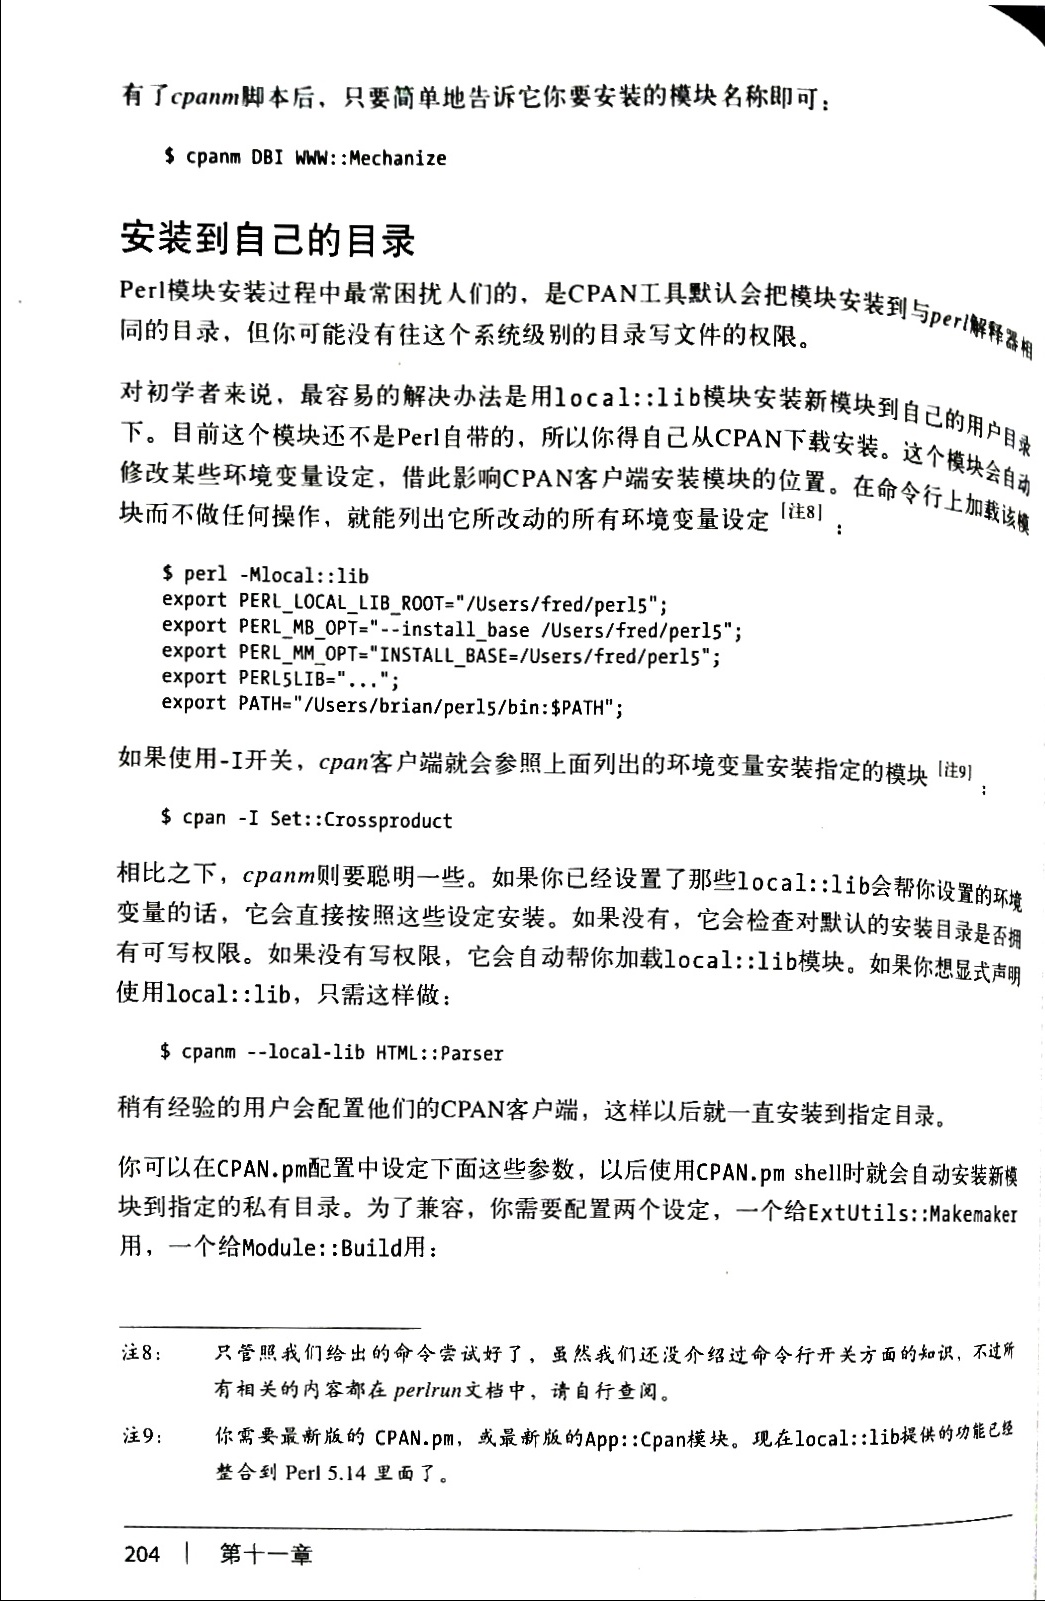 有了cpanm脚本后，只要简单地告诉它你要安装的模块名称即可：
$ cpanm DBI WWW::Mechanize
安装到自己的目录
Perl模块安装过程中最常困扰人们的，是CPAN工具默认会把模块安装到与perl解释器相
同的目录，但你可能没有往这个系统级别的目录写文件的权限。
对初学者来说，最容易的解决办法是用local::lib模块安装新模块到自己的用户目录
下。目前这个模块还不是Perl自带的，所以你得自己从CPAN下载安装。这个模块会自动
修改某些环境变量设定，借此影响CPAN客户端安装模块的位置。在命令行上加载该模
块而不做任何操作，就能列出它所改动的所有环境变量设定[注8]：
$ perl -Mlocal::lib
export PERL_LOCAL_LIB_ROOT="/Users/fred/perl5";
export PERL_MB_OPT="--install_base /Users/fred/perl5";
export PERL_MM_OPT="INSTALL_BASE=/Users/fred/perl5";
export PERL5LIB="...";
export PATH="/Users/brian/perl5/bin:$PATH";
如果使用-I开关，cpan客户端就会参照上面列出的环境变量安装指定的模块[注9]：
$ cpan -I Set::Crossproduct
相比之下，cpanm则要聪明一些。如果你已经设置了那些local::lib会帮你设置的环境
变量的话，它会直接按照这些设定安装。如果没有，它会检查对默认的安装目录是否拥
有可写权限。如果没有写权限，它会自动帮你加载local::lib模块。如果你想显式声明
使用local::lib，只需这样做：
$ cpanm --local-lib HTML::Parser
稍有经验的用户会配置他们的CPAN客户端，这样以后就一直安装到指定目录。
你可以在CPAN.pm配置中设定下面这些参数，以后使用CPAN.pm shell时就会自动安装新模
块到指定的私有目录。为了兼容，你需要配置两个设定，一个给ExtUtils::Makemaker
用，一个给Module::Build用：
注8： 只管照我们给出的命令尝试好了，虽然我们还没介绍过命令行开关方面的知识，不过所
有相关的内容都在 perlrun文档中，请自行查阅。
注9： 你需要最新版的 CPAN.pm，或最新版的App::Cpan模块。现在local::lib提供的功能已经
整合到 Perl 5.14 里面了。
204 | 第十一章